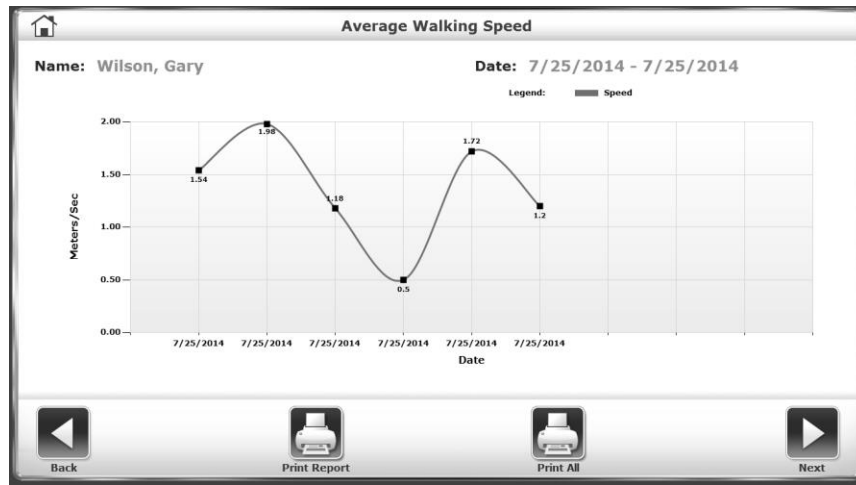 Average Walking Speed
Name: Wilson, Gary Date: 7/25/2014 - 7/25/2014
Legend: Speed
2.00
1.50
1.00
0.50
0.00
Meters/Sec
1.54
1.98
1.18
0.5
1.72
1.2
7/25/2014 7/25/2014 7/25/2014 7/25/2014 7/25/2014 7/25/2014
Date
Back Print Report Print All Next